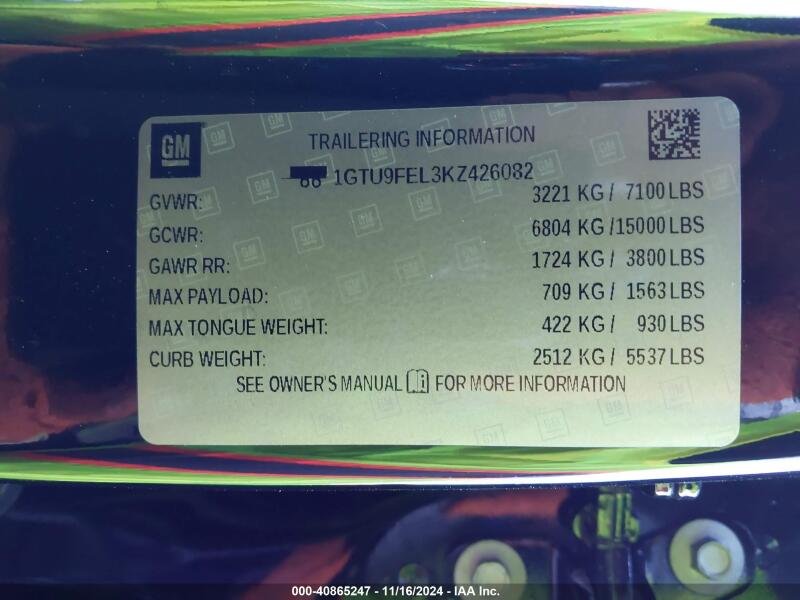 GM TRAILERING INFORMATION
1GTU9FEL3KZ426082
GVWR: 3221 KG / 7100 LBS
GCWR: 6804 KG /15000 LBS
GAWR RR: 1724 KG / 3800 LBS
MAX PAYLOAD: 709 KG / 1563 LBS
MAX TONGUE WEIGHT: 422 KG / 930 LBS
CURB WEIGHT: 2512 KG / 5537 LBS
SEE OWNER'S MANUAL i FOR MORE INFORMATION
000-40865247 - 11/16/2024 - IAA Inc.